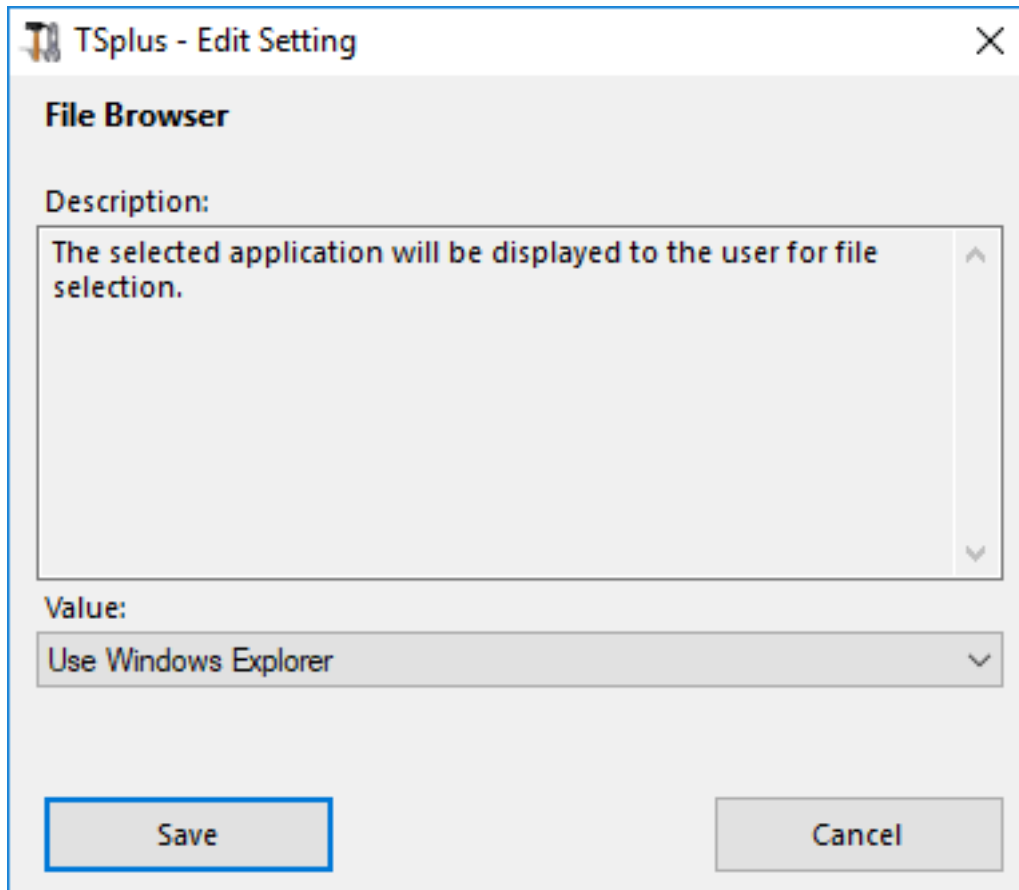 TSplus - Edit Setting
File Browser
Description:
The selected application will be displayed to the user for file
selection.
Value:
Use Windows Explorer
Save
Cancel